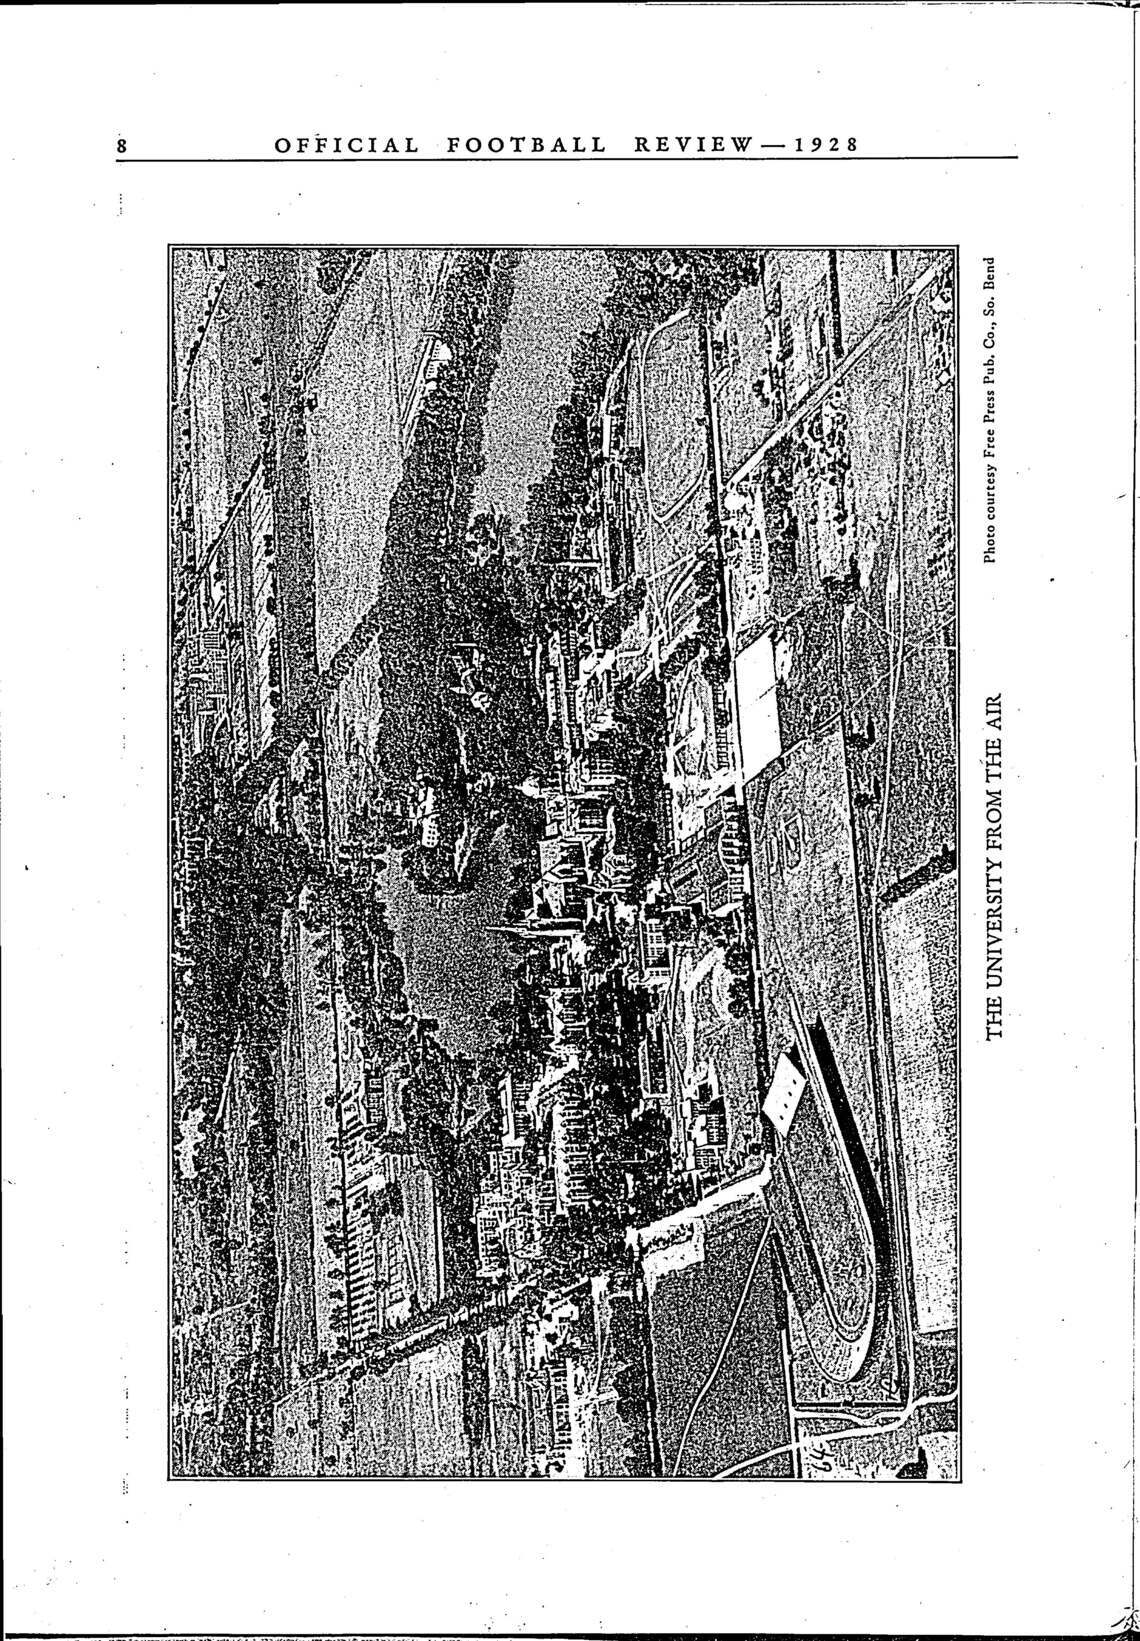 8
OFFICIAL FOOTBALL REVIEW—1928
Photo courtesy Free Press Pub. Co., So. Bend
THE UNIVERSITY FROM THE AIR